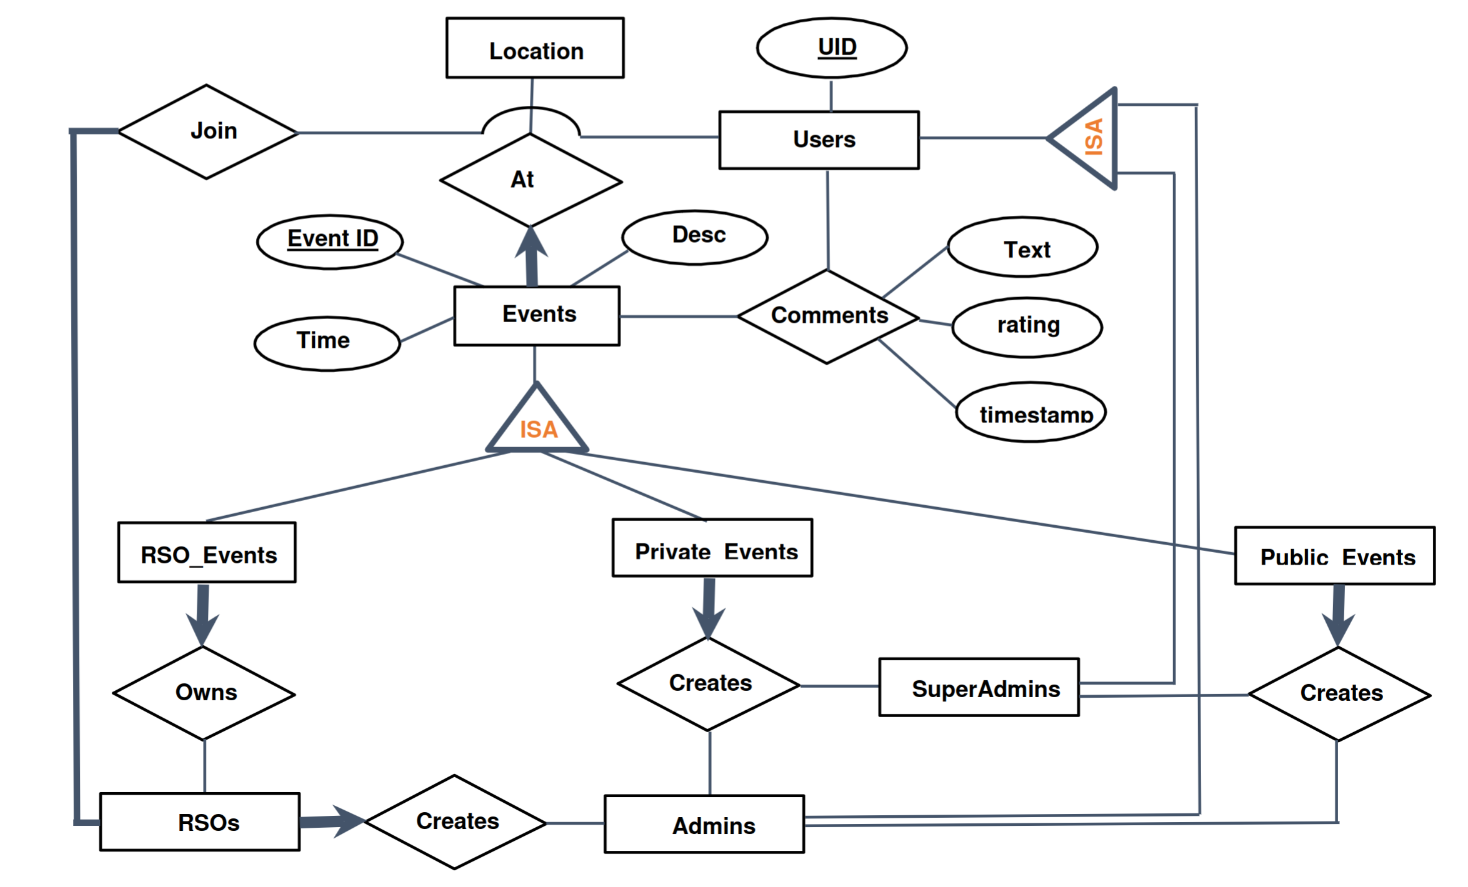 Location
UID
Join
Users
ISA
At
Event ID
Desc
Text
Events
Comments
rating
Time
timestamp
ISA
RSO_Events
Private Events
Public Events
Owns
Creates
SuperAdmins
Creates
RSOs
Creates
Admins